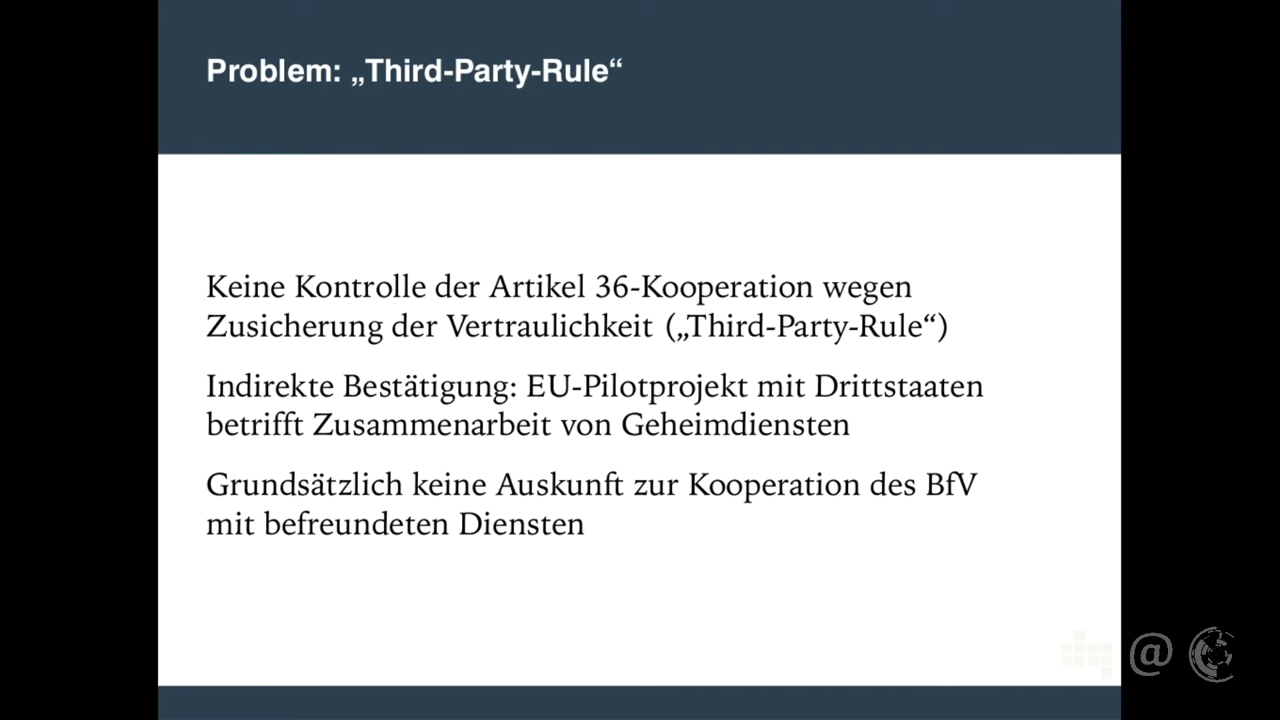 Problem: „Third-Party-Rule“
Keine Kontrolle der Artikel 36-Kooperation wegen
Zusicherung der Vertraulichkeit („Third-Party-Rule“)
Indirekte Bestätigung: EU-Pilotprojekt mit Drittstaaten
betrifft Zusammenarbeit von Geheimdiensten
Grundsätzlich keine Auskunft zur Kooperation des BfV
mit befreundeten Diensten
@